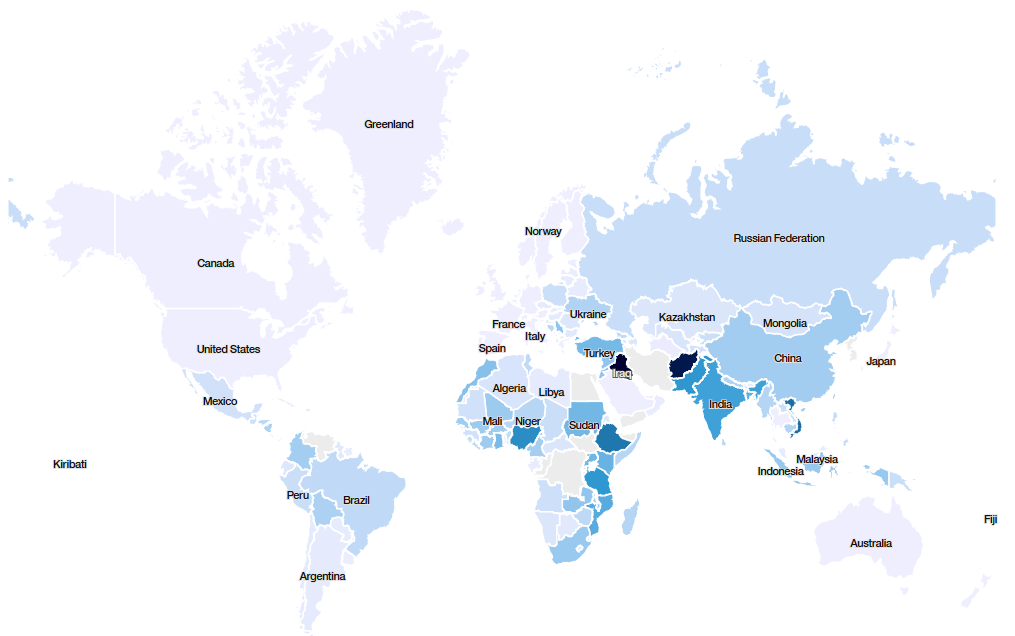 Greenland
Norway
Russian Federation
Canada
Ukraine
Kazakhstan
Mongolia
France
Italy
United States
Spain
Turkey
China
Japan
Iraq
Algeria
Libya
Mexico
India
Mali
Niger
Sudan
Kiribati
Malaysia
Indonesia
Peru
Brazil
Fiji
Australia
Argentina